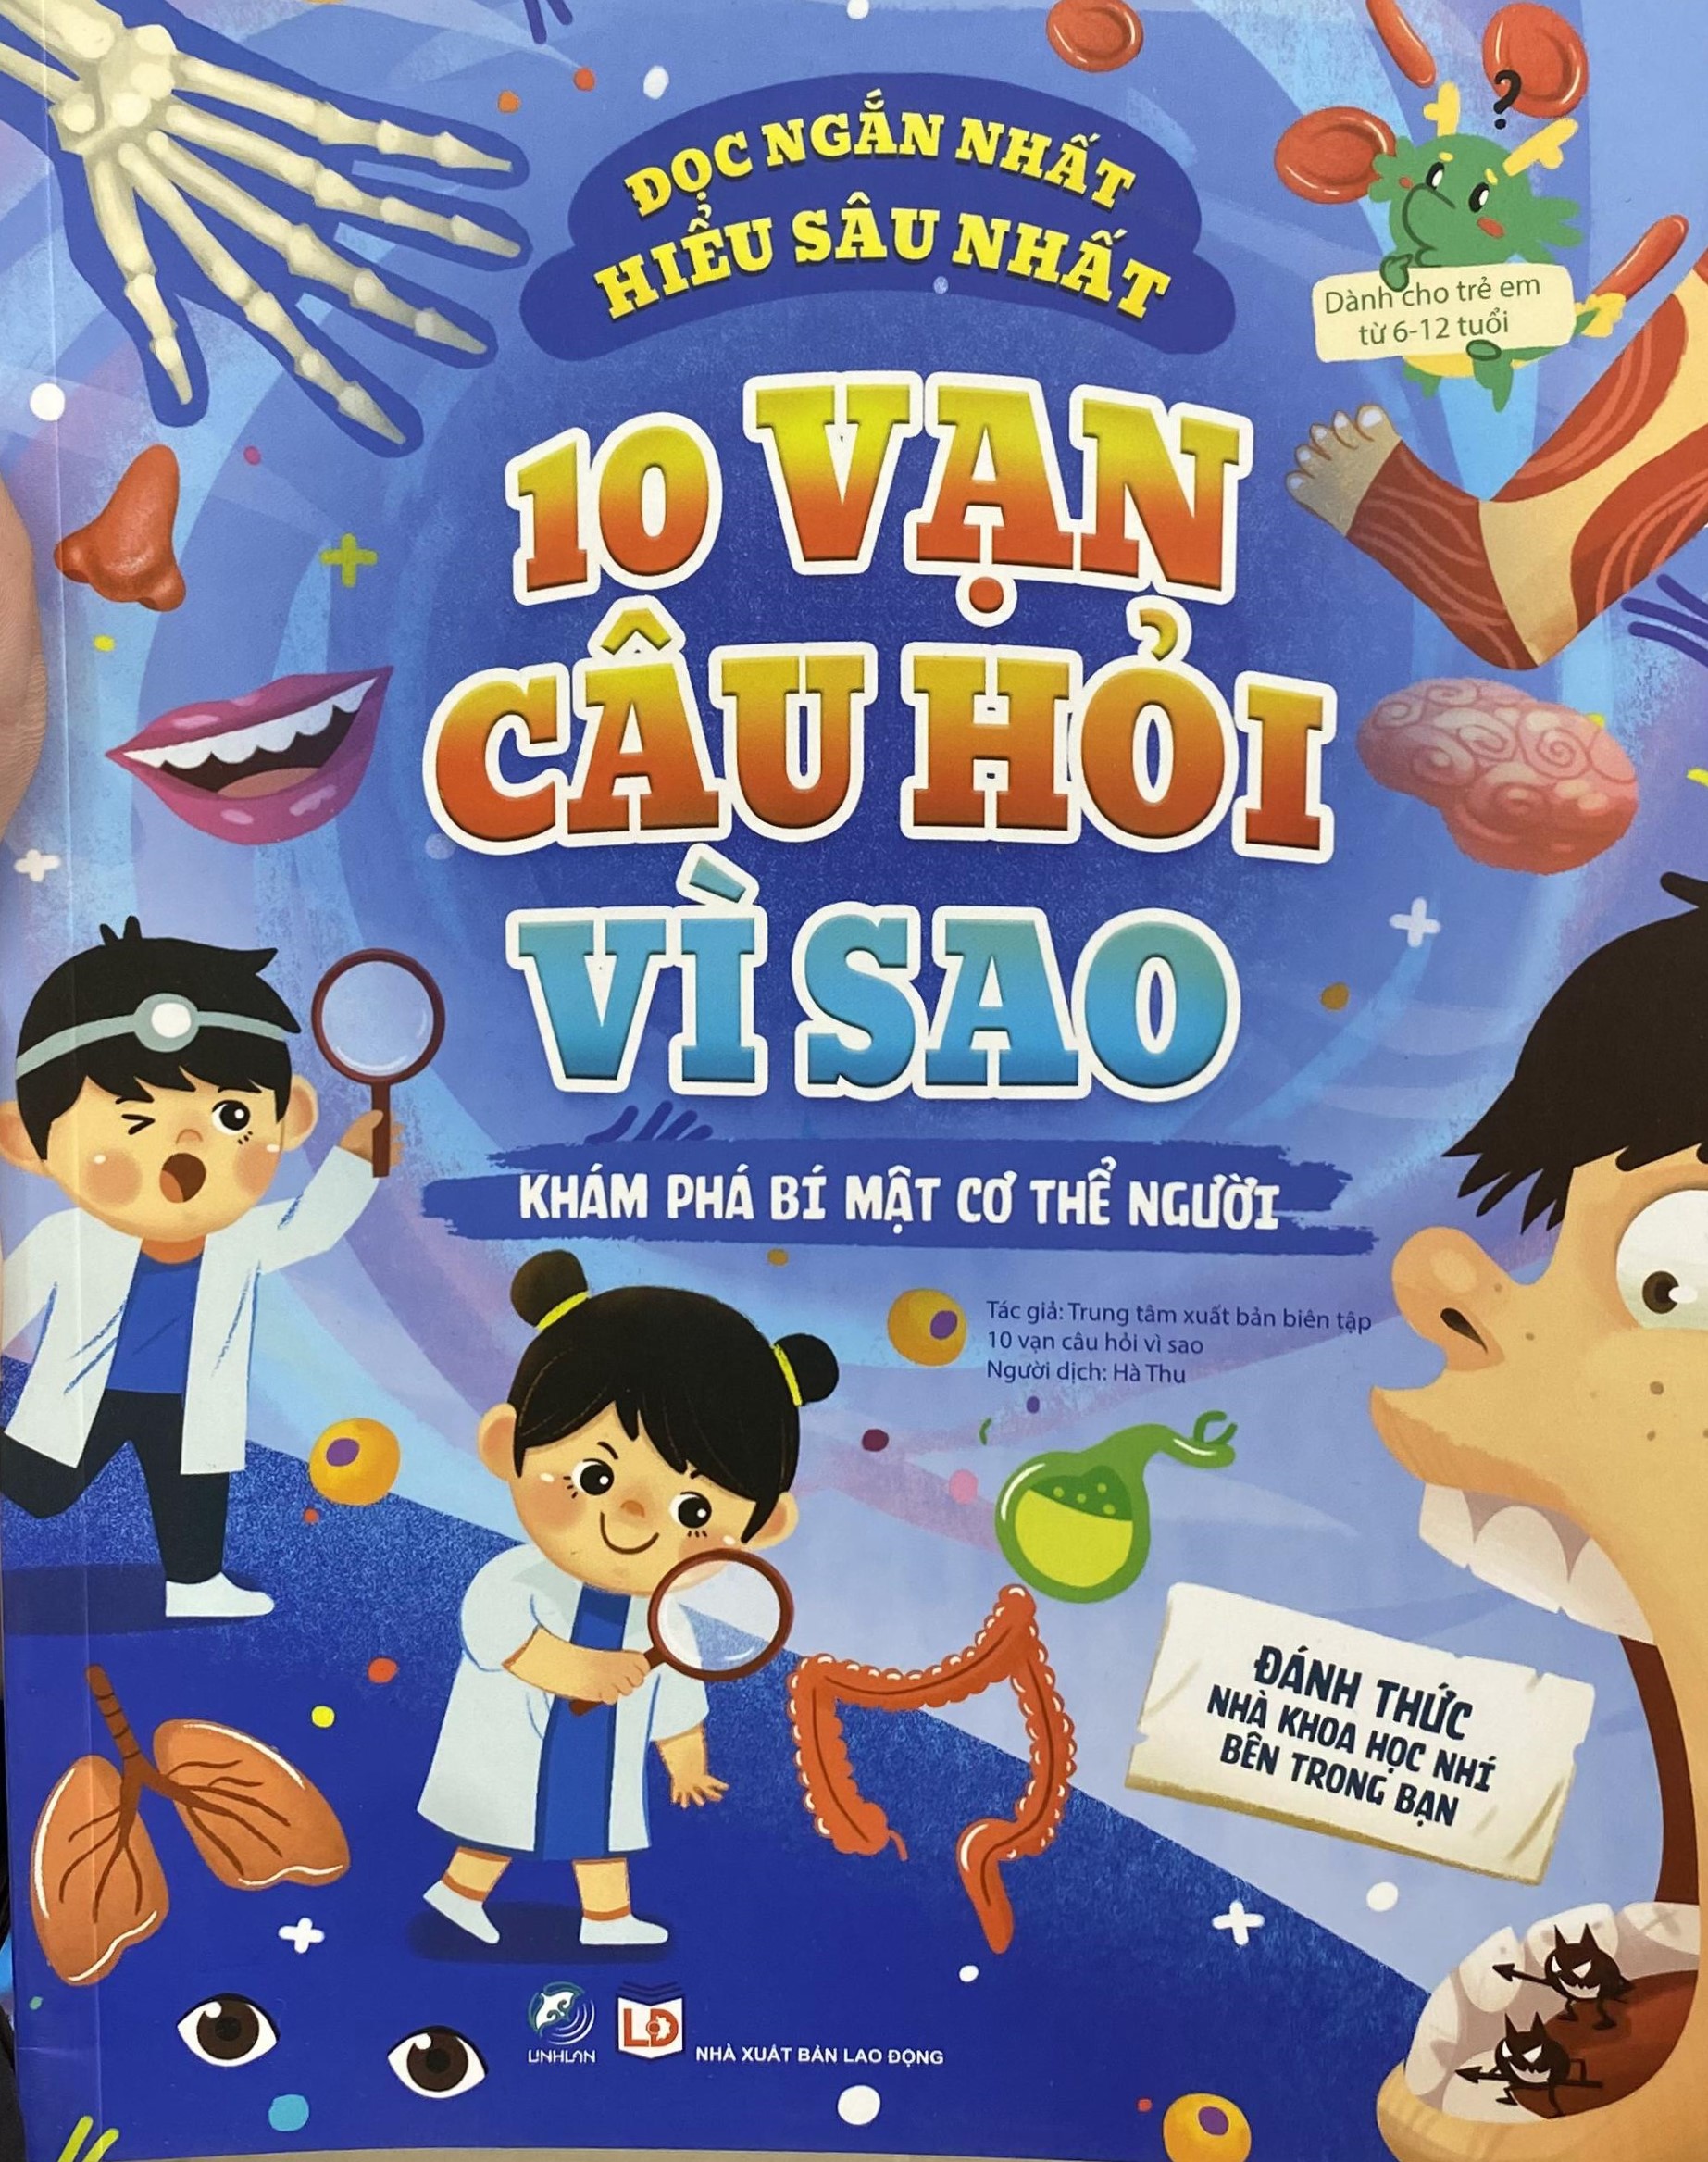 ĐỌC NGẮN NHẤT
HIỂU SÂU NHẤT
?
Dành cho trẻ em
từ 6-12 tuổi
10 VẠN
CÂU HỎI
VÌ SAO
KHÁM PHÁ BÍ MẬT CƠ THỂ NGƯỜI
Tác giả: Trung tâm xuất bản biên tập
10 vạn câu hỏi vì sao
Người dịch: Hà Thu
ĐÁNH THỨC
NHÀ KHOA HỌC NHÍ
BÊN TRONG BẠN
LINHLAN
LĐ
NHÀ XUẤT BẢN LAO ĐỘNG